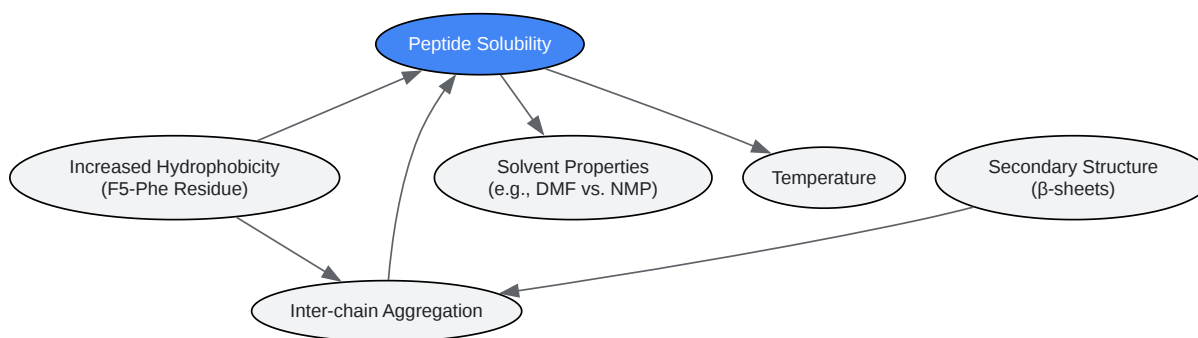 Peptide Solubility
Increased Hydrophobicity
(F5-Phe Residue)
Solvent Properties
(e.g., DMF vs. NMP)
Temperature
Secondary Structure
(β-sheets)
Inter-chain Aggregation